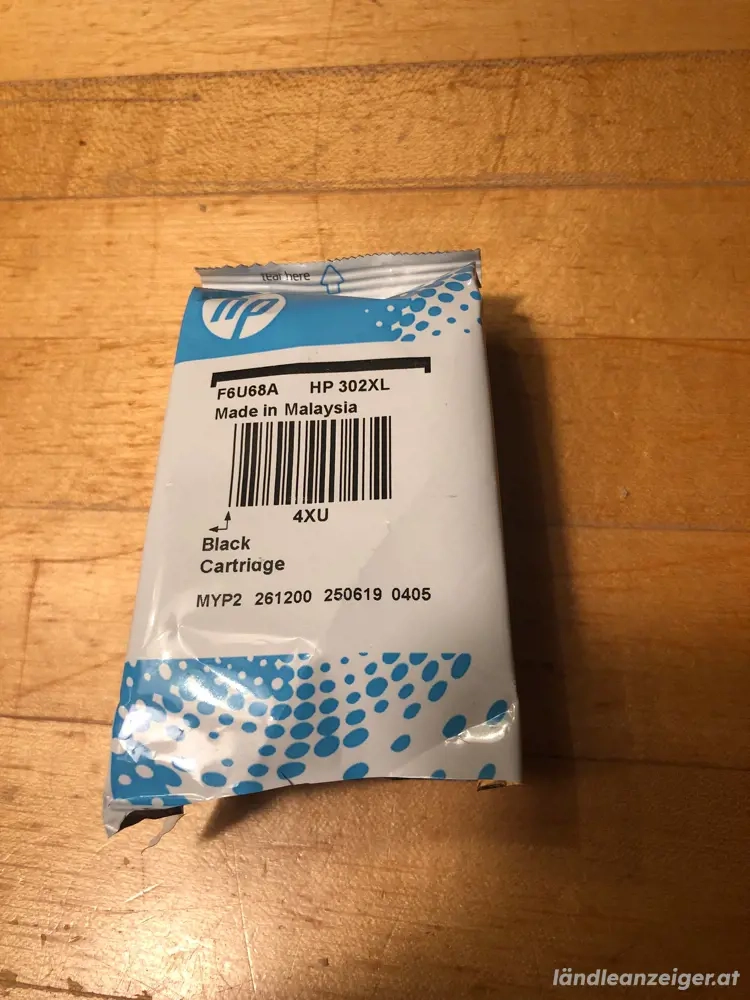 tear here
hp
F6U68A HP 302XL
Made in Malaysia
4XU
Black
Cartridge
MYP2 261200 250619 0405
ländleanzeiger.at